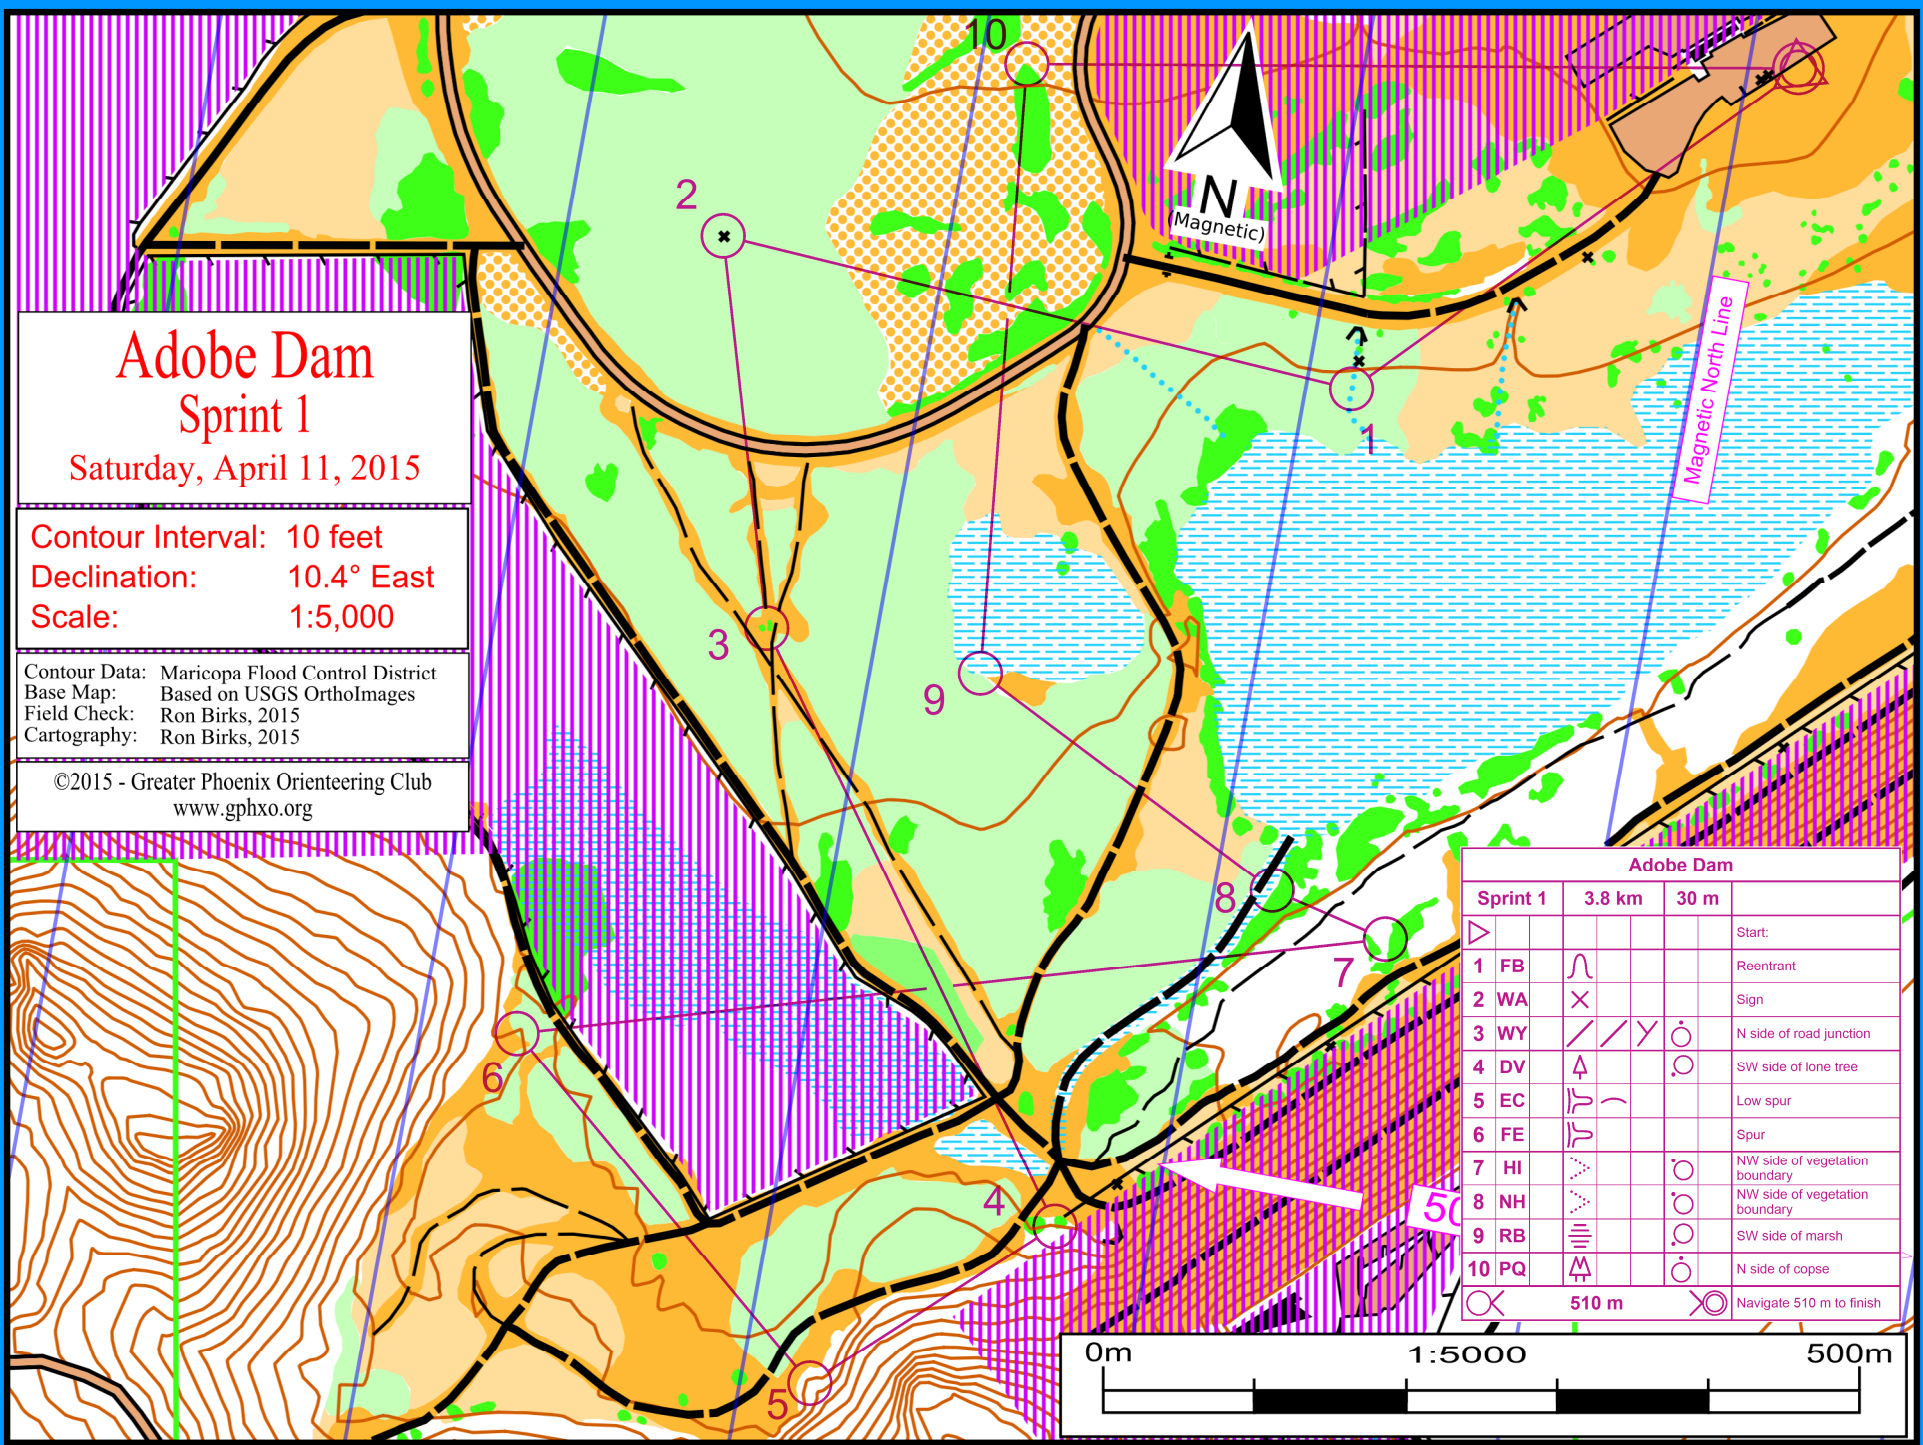 10
2
N
(Magnetic)
Magnetic North Line
1
Adobe Dam
Sprint 1
Saturday, April 11, 2015
Contour Interval: 10 feet
Declination: 10.4° East
Scale: 1:5,000
Contour Data: Maricopa Flood Control District
Base Map: Based on USGS OrthoImages
Field Check: Ron Birks, 2015
Cartography: Ron Birks, 2015
©2015 - Greater Phoenix Orienteering Club
www.gphxo.org
3
9
8
7
6
4
5
50
Adobe Dam
Sprint 1 3.8 km 30 m
Start:
1 FB Reentrant
2 WA Sign
3 WY N side of road junction
4 DV SW side of lone tree
5 EC Low spur
6 FE Spur
7 HI NW side of vegetation
boundary
8 NH NW side of vegetation
boundary
9 RB SW side of marsh
10 PQ N side of copse
510 m Navigate 510 m to finish
0m 1:5000 500m